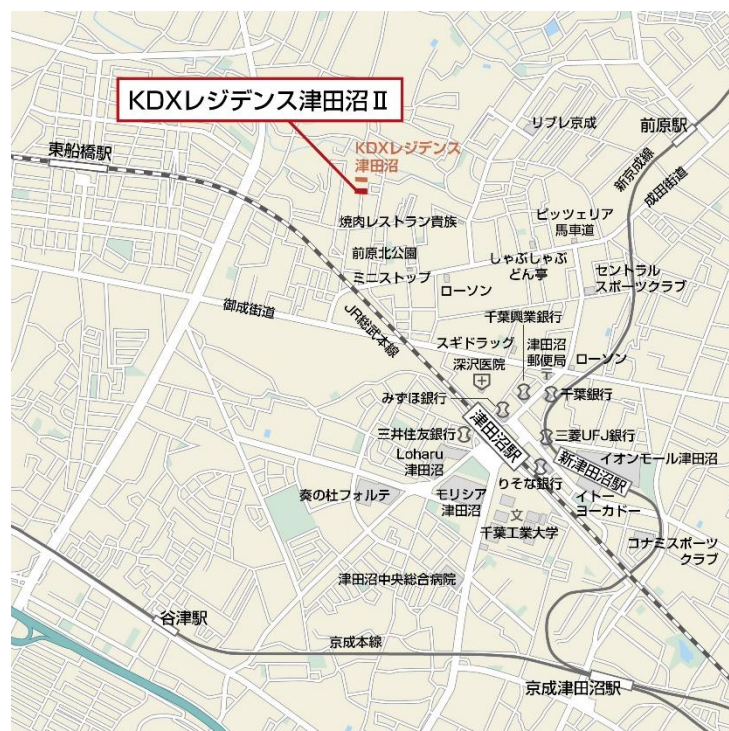 KDXレジデンス津田沼Ⅱ
KDXレジデンス
津田沼
リブレ京成
前原駅
東船橋駅
新京成線
成田街道
焼肉レストラン貴族
ピッツェリア
馬車道
前原北公園
しゃぶしゃぶ
どん亭
セントラル
スポーツクラブ
ミニストップ
ローソン
御成街道
JR総武本線
千葉興業銀行
スギドラッグ
津田沼
郵便局
ローソン
深沢医院
みずほ銀行
千葉銀行
三井住友銀行
津田沼駅
三菱UFJ銀行
Loharu
津田沼
新津田沼駅
イオンモール津田沼
りそな銀行
奏の杜フォルテ
モリシア
津田沼
イトー
ヨーカドー
千葉工業大学
コナミスポーツ
クラブ
津田沼中央総合病院
谷津駅
京成本線
京成津田沼駅